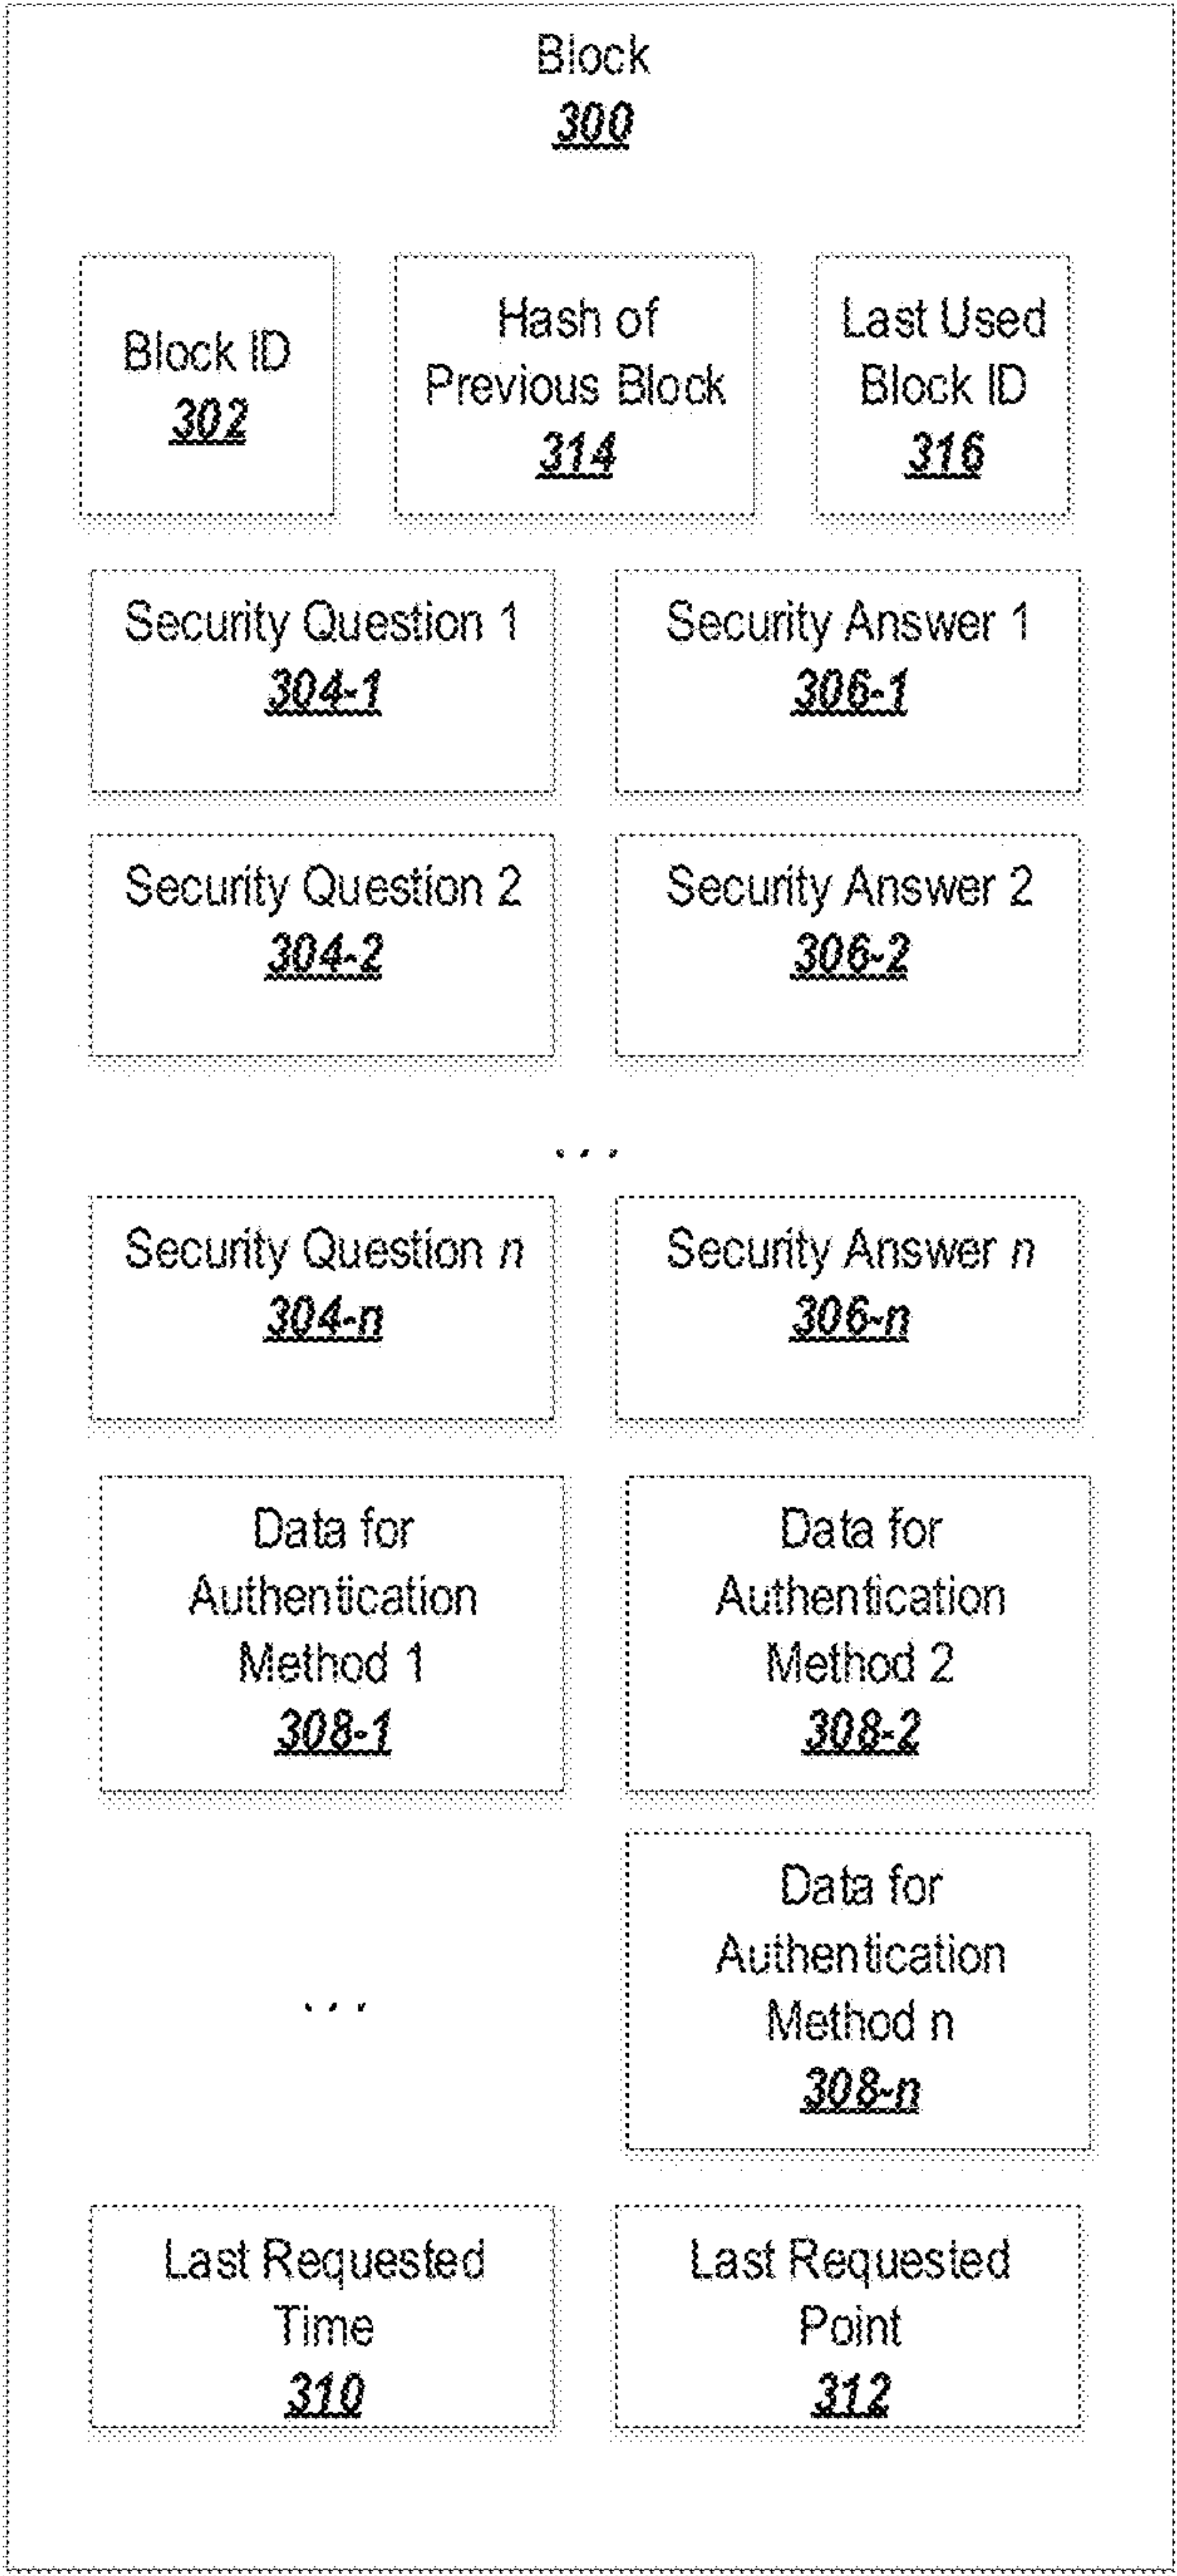 Block
300
Block ID
302
Hash of
Previous Block
314
Last Used
Block ID
316
Security Question 1
304-1
Security Answer 1
306-1
Security Question 2
304-2
Security Answer 2
306-2
...
Security Question n
304-n
Security Answer n
306-n
Data for
Authentication
Method 1
308-1
Data for
Authentication
Method 2
308-2
...
Data for
Authentication
Method n
308-n
Last Requested
Time
310
Last Requested
Point
312